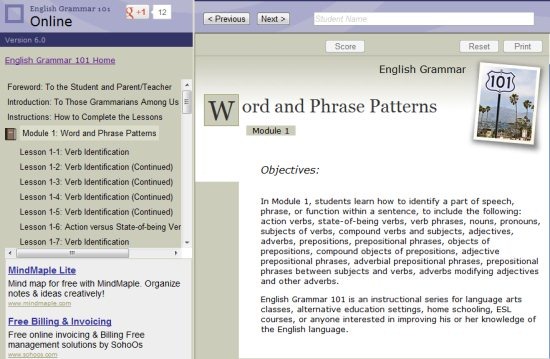 English Grammar 101
Online
+1
12
Version 6.0
English Grammar 101 Home
Foreword: To the Student and Parent/Teacher
Introduction: To Those Grammarians Among Us
Instructions: How to Complete the Lessons
Module 1: Word and Phrase Patterns
Lesson 1-1: Verb Identification
Lesson 1-2: Verb Identification (Continued)
Lesson 1-3: Verb Identification (Continued)
Lesson 1-4: Verb Identification (Continued)
Lesson 1-5: Verb Identification (Continued)
Lesson 1-6: Action versus State-of-being Ver
Lesson 1-7: Verb Identification
MindMaple Lite
Mind map for free with MindMaple. Organize
notes & ideas creatively!
www.mindmaple.com
Free Billing & Invoicing
Free online invoicing & Billing Free
management solutions by SohoOs
www.sohoos.com
< Previous
Next >
Student Name
Score
Reset
Print
English Grammar
101
Word and Phrase Patterns
Module 1
Objectives:
In Module 1, students learn how to identify a part of speech,
phrase, or function within a sentence, to include the following:
action verbs, state-of-being verbs, verb phrases, nouns, pronouns,
subjects of verbs, compound verbs and subjects, adjectives,
adverbs, prepositions, prepositional phrases, objects of
prepositions, compound objects of prepositions, adjective
prepositional phrases, adverbial prepositional phrases, prepositional
phrases between subjects and verbs, adverbs modifying adjectives
and other adverbs.
English Grammar 101 is an instructional series for language arts
classes, alternative education settings, home schooling, ESL
courses, or anyone interested in improving his or her knowledge of
the English language.